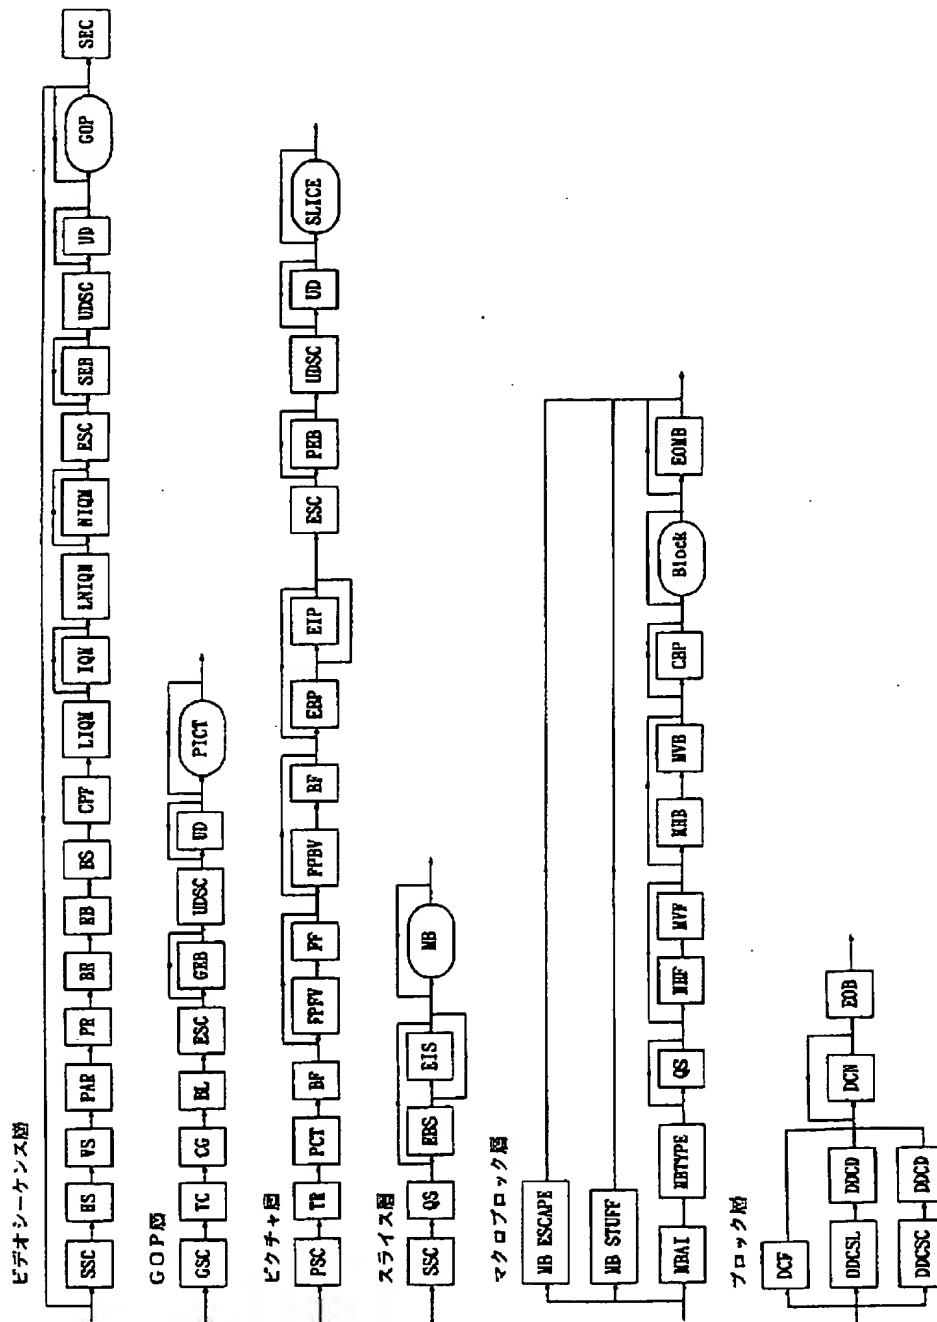 ビデオシーケンス層
SSC HS VS PAR PR BR RB BS CPF LIQM IQM LNIQM NIQM ESC SEB UDSC UD GOP SEC
GOP層
GSC TC CG BL ESC GEB UDSC UD PICT
ピクチャ層
PSC TR PCT BF FPFV FF FPBV BF EBP EIP ESC PEB UDSC UD SLICE
スライス層
SSC QS EBS EIS MB
マクロブロック層
MB ESCAPE
MB STUFF
MBAI MBTYPE QS MHF MVF MHB MVB CBP Block EOMB
ブロック層
DCF
DDCSL DDCD DCN EOB
DDCSC DDCD